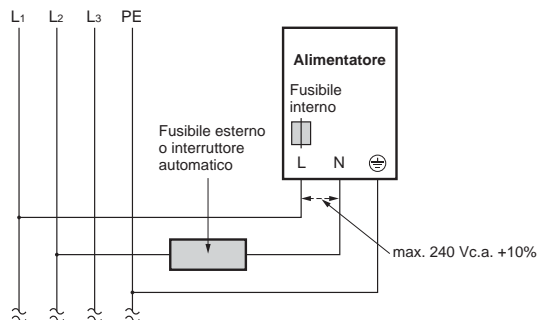 L1 L2 L3 PE
Alimentatore
Fusibile
interno
Fusibile esterno
o interruttore
automatico
L N
max. 240 Vc.a. +10%